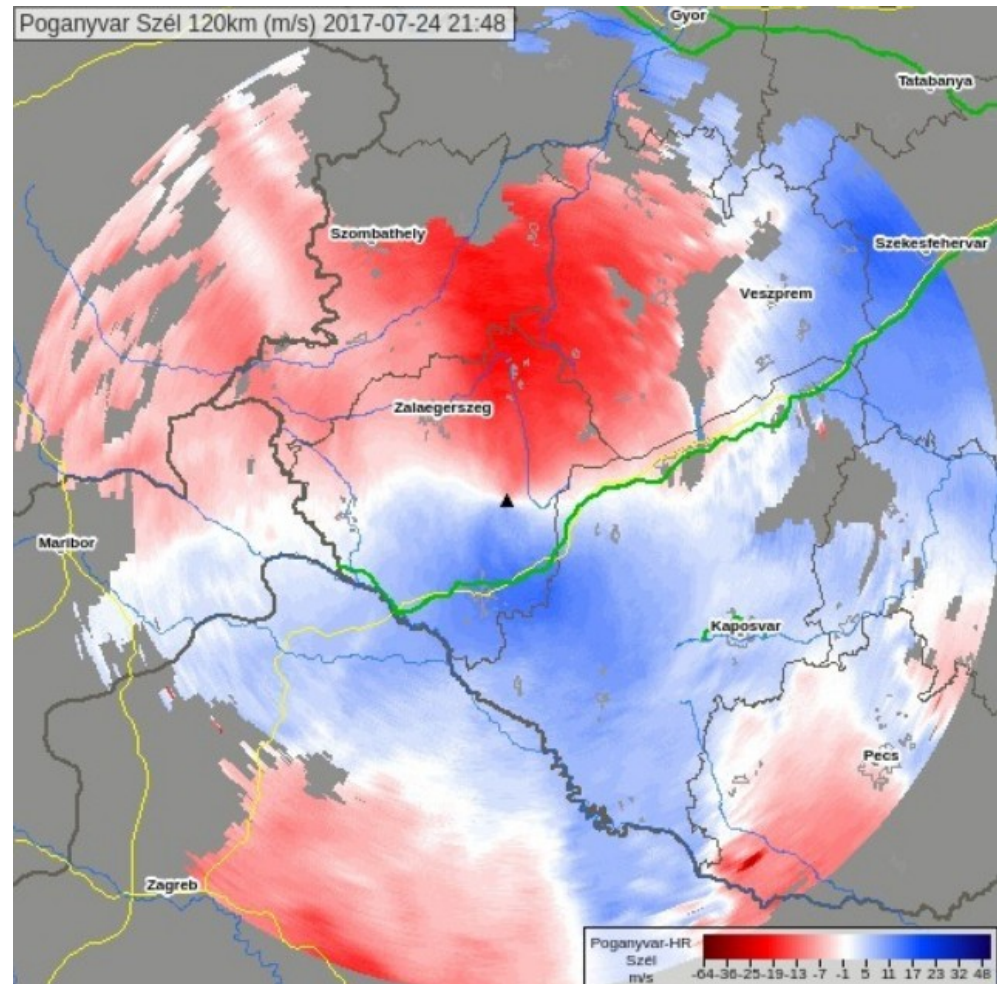 Poganyvar Szél 120km (m/s) 2017-07-24 21:48
Gyor
Tatabanya
Szombathely
Szekesfehervar
Veszprem
Zalaegerszeg
Maribor
Kaposvar
Pecs
Zagreb
Poganyvar-HR
Szél
m/s
-64-36-25-19-13 -7 -1 5 11 17 23 32 48